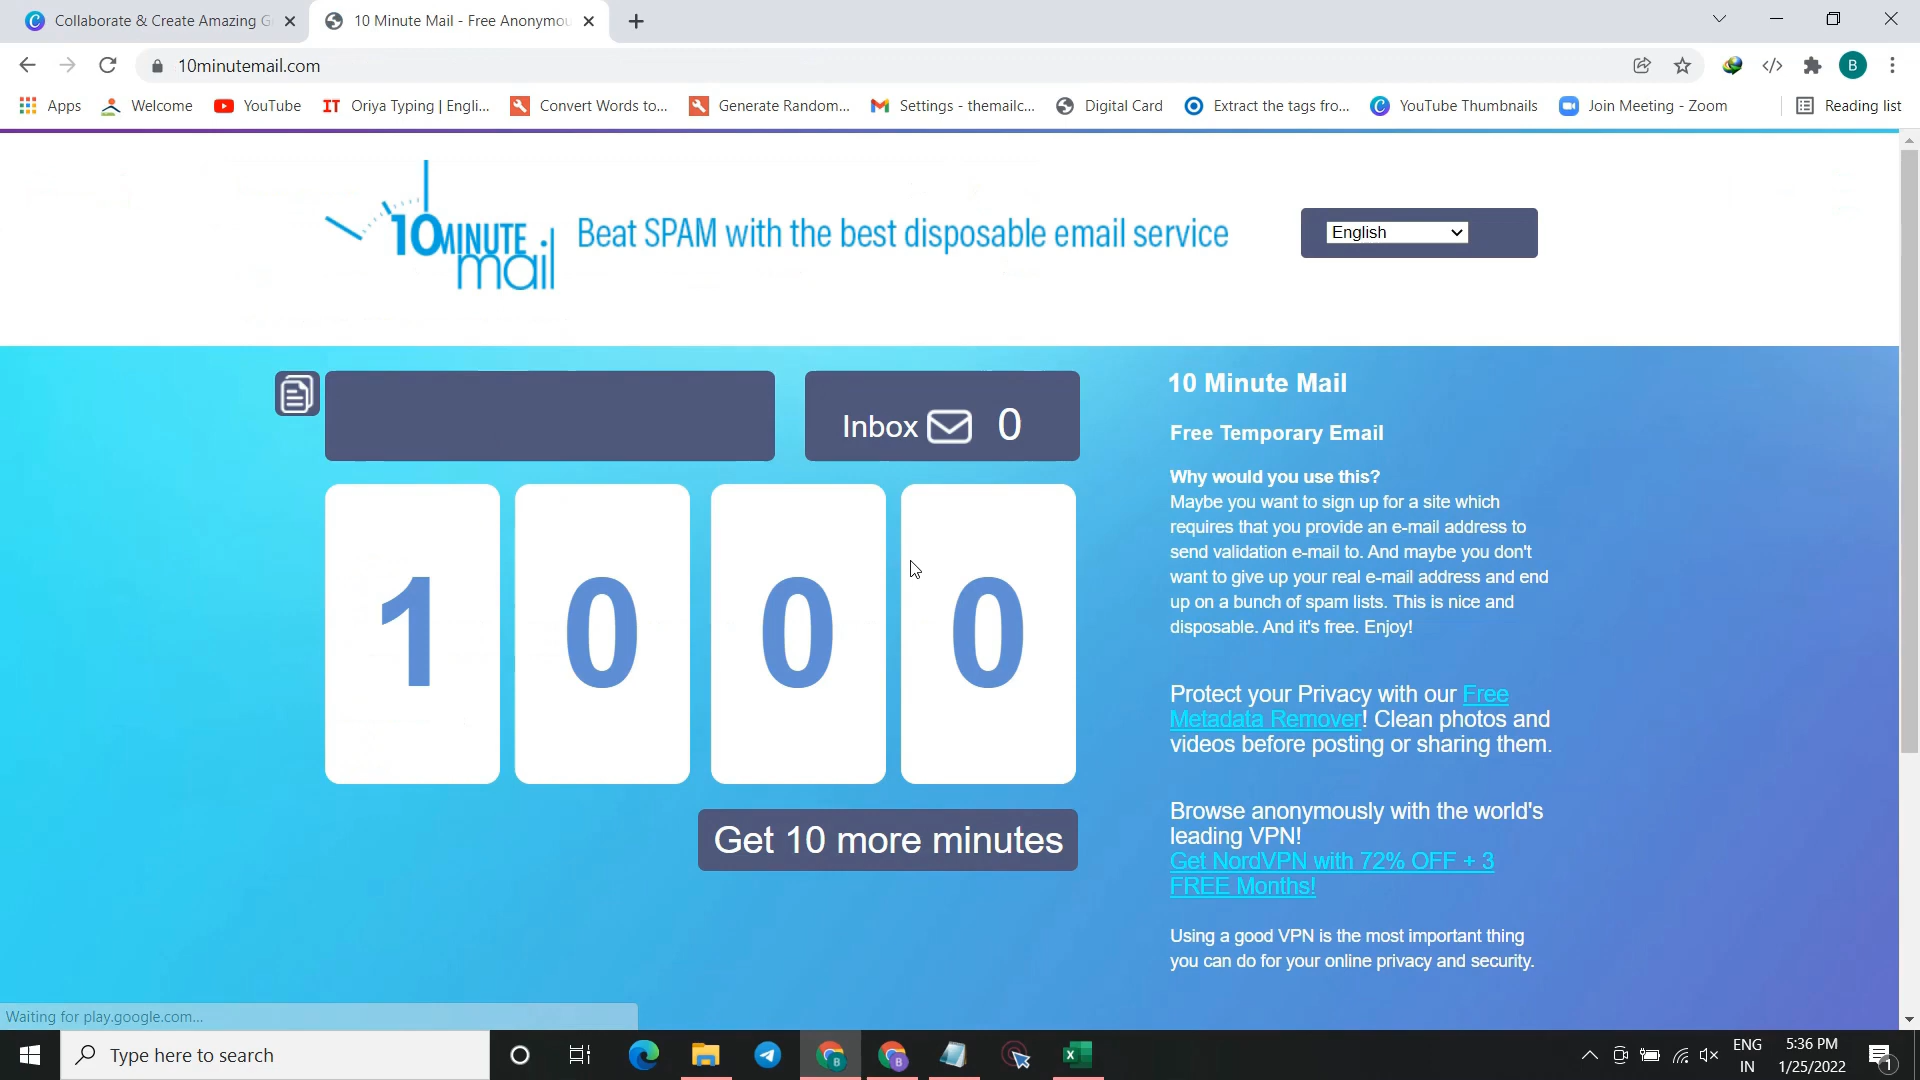 Collaborate & Create Amazing G
10 Minute Mail - Free Anonymou
10minutemail.com
B
Apps
Welcome
YouTube
IT Oriya Typing | Engli...
Convert Words to...
Generate Random...
Settings - themailc...
Digital Card
Extract the tags fro...
YouTube Thumbnails
Join Meeting - Zoom
Reading list
10MINUTE
mail
Beat SPAM with the best disposable email service
English
Inbox 0
1 0 0 0
Get 10 more minutes
10 Minute Mail
Free Temporary Email
Why would you use this?
Maybe you want to sign up for a site which
requires that you provide an e-mail address to
send validation e-mail to. And maybe you don't
want to give up your real e-mail address and end
up on a bunch of spam lists. This is nice and
disposable. And it's free. Enjoy!
Protect your Privacy with our Free
Metadata Remover! Clean photos and
videos before posting or sharing them.
Browse anonymously with the world's
leading VPN!
Get NordVPN with 72% OFF + 3
FREE Months!
Using a good VPN is the most important thing
you can do for your online privacy and security.
Waiting for play.google.com...
Type here to search
ENG
IN
5:36 PM
1/25/2022
1